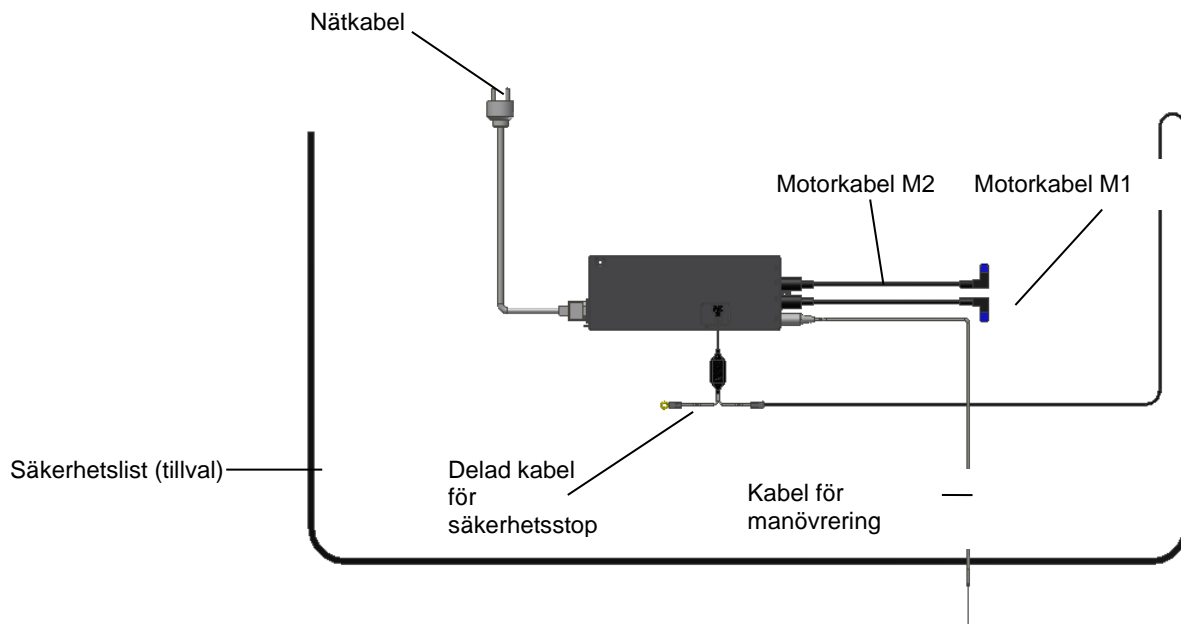 Nätkabel
Motorkabel M2
Motorkabel M1
Säkerhetslist (tillval)
Delad kabel
för
säkerhetsstop
Kabel för
manövrering